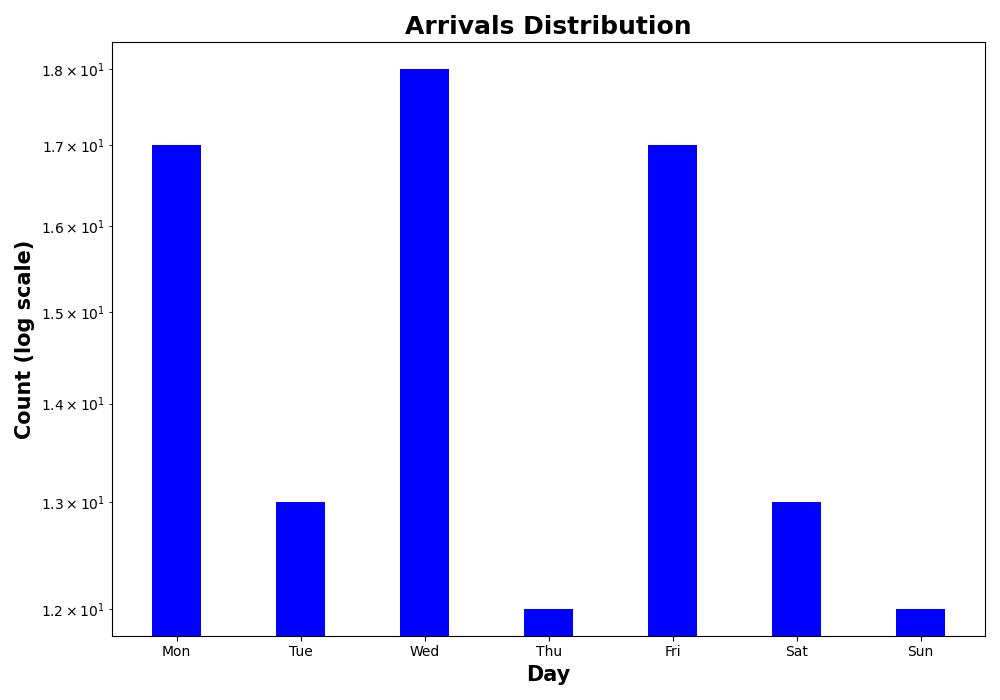 Arrivals Distribution
Count (log scale)
1.8 × 10¹
1.7 × 10¹
1.6 × 10¹
1.5 × 10¹
1.4 × 10¹
1.3 × 10¹
1.2 × 10¹
Mon Tue Wed Thu Fri Sat Sun
Day